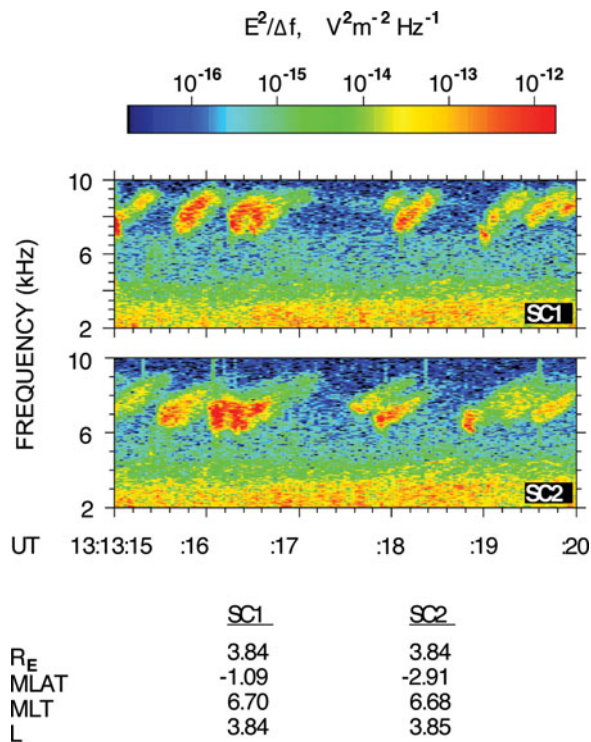 E²/Δf, V²m⁻² Hz⁻¹
10⁻¹⁶ 10⁻¹⁵ 10⁻¹⁴ 10⁻¹³ 10⁻¹²
10
6
2
SC1
FREQUENCY (kHz)
10
6
2
SC2
UT 13:13:15 :16 :17 :18 :19 :20
SC1 SC2
R_E 3.84 3.84
MLAT -1.09 -2.91
MLT 6.70 6.68
L 3.84 3.85